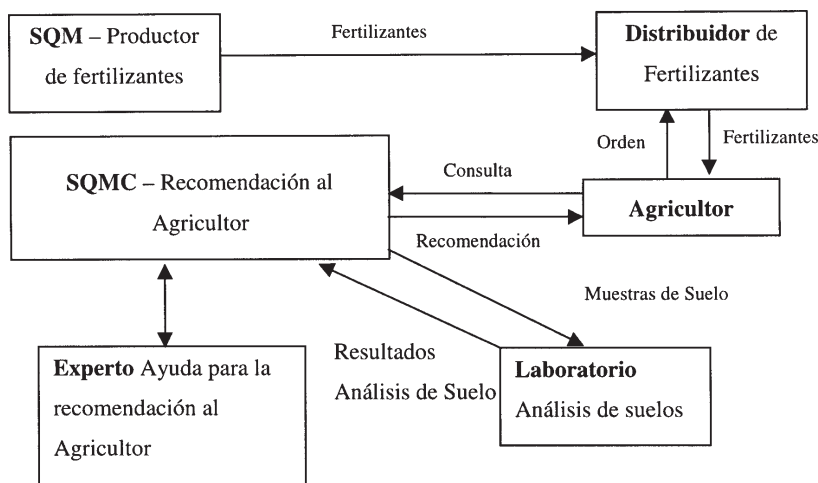 SQM – Productor
de fertilizantes
Fertilizantes
Distribuidor de
Fertilizantes
Orden
Fertilizantes
SQMC – Recomendación al
Agricultor
Consulta
Agricultor
Recomendación
Muestras de Suelo
Experto Ayuda para la
recomendación al
Agricultor
Resultados
Análisis de Suelo
Laboratorio
Análisis de suelos